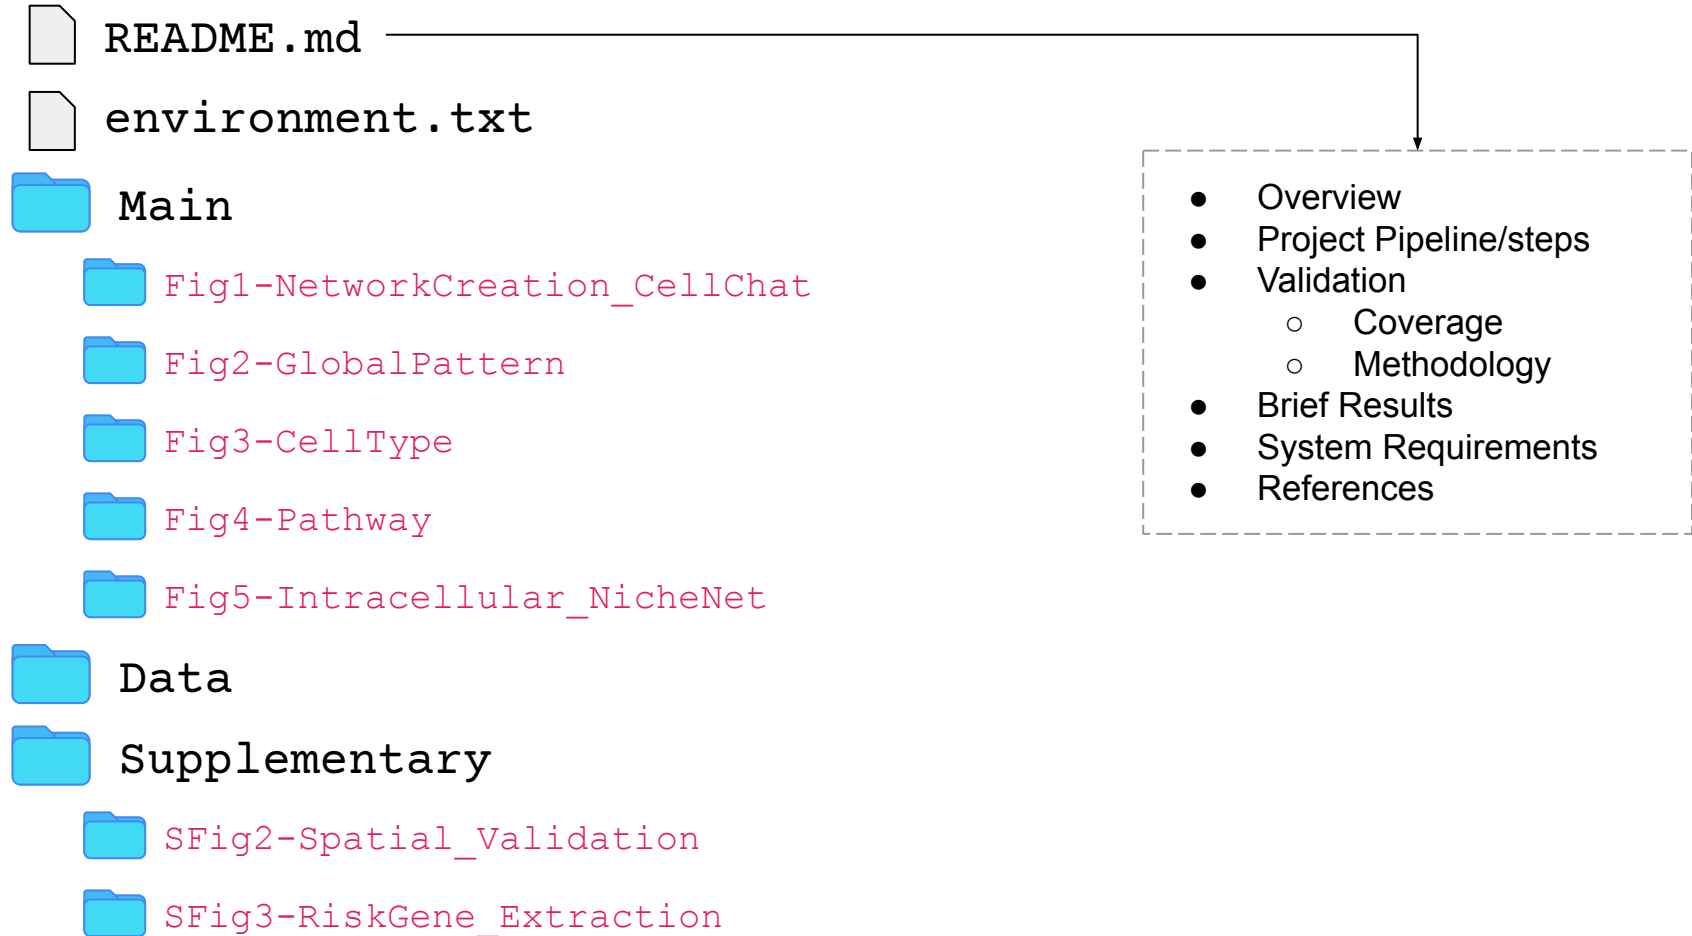 README.md
environment.txt
Main
Fig1-NetworkCreation_CellChat
Fig2-GlobalPattern
Fig3-CellType
Fig4-Pathway
Fig5-Intracellular_NicheNet
Data
Supplementary
SFig2-Spatial_Validation
SFig3-RiskGene_Extraction
● Overview
● Project Pipeline/steps
● Validation
○ Coverage
○ Methodology
● Brief Results
● System Requirements
● References